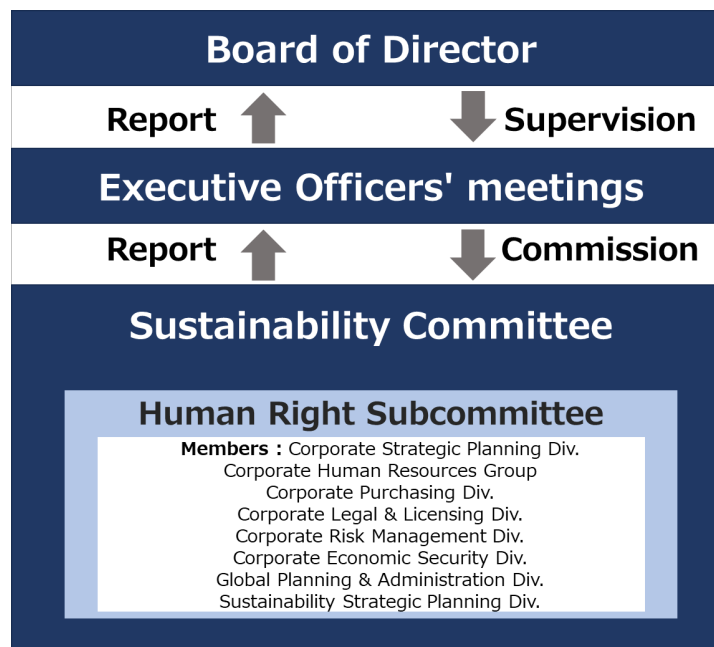 Board of Director
Report Supervision
Executive Officers' meetings
Report Commission
Sustainability Committee
Human Right Subcommittee
Members : Corporate Strategic Planning Div.
Corporate Human Resources Group
Corporate Purchasing Div.
Corporate Legal & Licensing Div.
Corporate Risk Management Div.
Corporate Economic Security Div.
Global Planning & Administration Div.
Sustainability Strategic Planning Div.